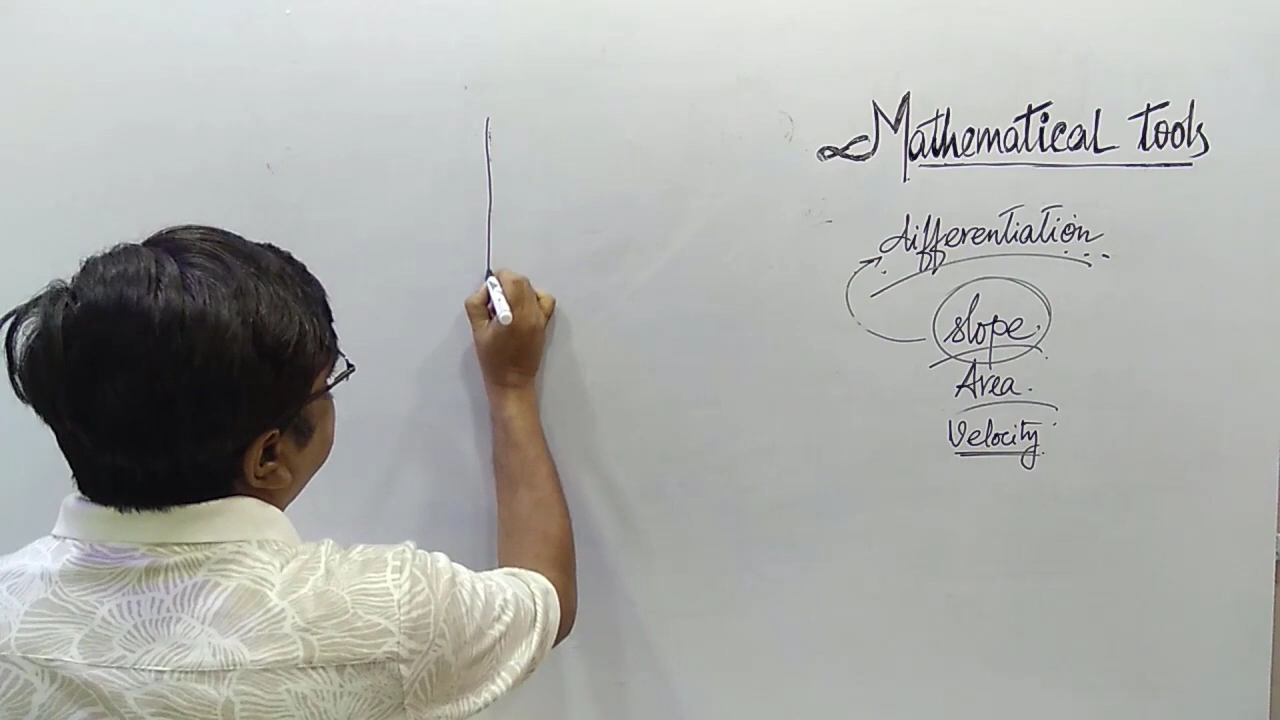 Mathematical Tools
differentiation
slope.
Area.
Velocity